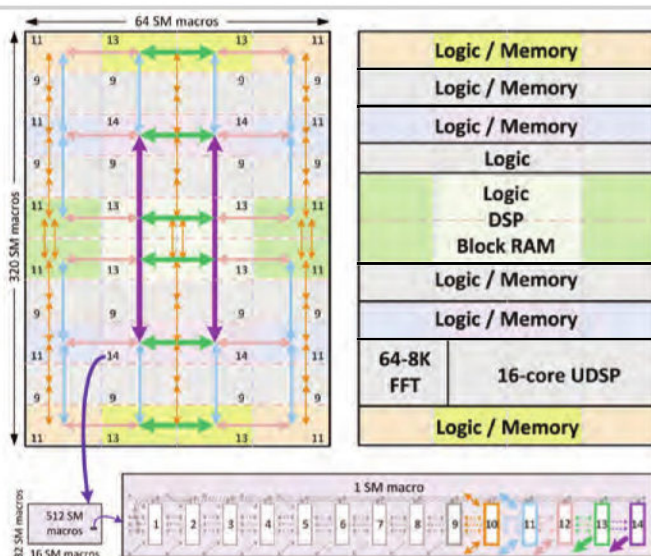 64 SM macros
11 13 13 11
9 9 9 9
11 14 14 11
9 9 9 9
11 13 13 11
320 SM macros
11 13 13 11
9 9 9 9
11 14 14 11
9 9 9 9
11 13 13 11
Logic / Memory
Logic / Memory
Logic / Memory
Logic
Logic
DSP
Block RAM
Logic / Memory
Logic / Memory
64-8K
FFT
16-core UDSP
Logic / Memory
512 SM
macros
32 SM macros
16 SM macros
1 SM macro
1 2 3 4 5 6 7 8 9 10 11 12 13 14